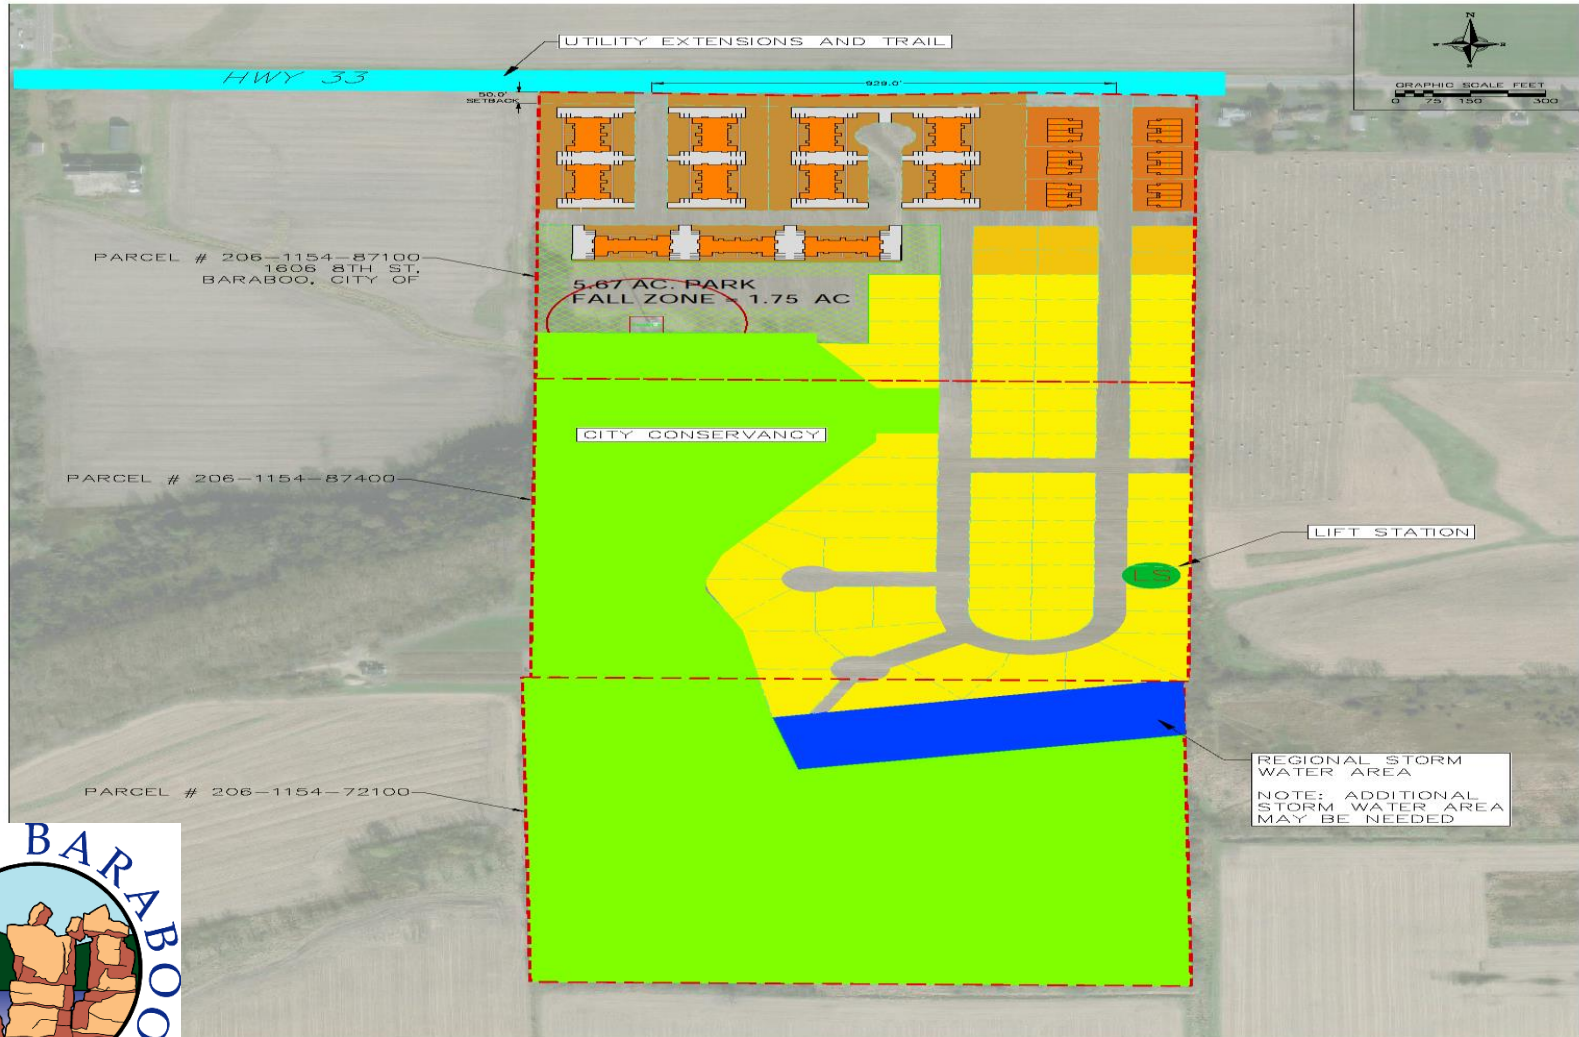 UTILITY EXTENSIONS AND TRAIL
N
HWY 33
929.0'
GRAPHIC SCALE FEET
0 75 150 300
50.0'
SETBACK
PARCEL # 206-1154-87100
1606 8TH ST,
BARABOO, CITY OF
5.67 AC. PARK
FALL ZONE = 1.75 AC
CITY CONSERVANCY
PARCEL # 206-1154-87400
LIFT STATION
LS
REGIONAL STORM
WATER AREA
NOTE: ADDITIONAL
STORM WATER AREA
MAY BE NEEDED
PARCEL # 206-1154-72100
BARABOO